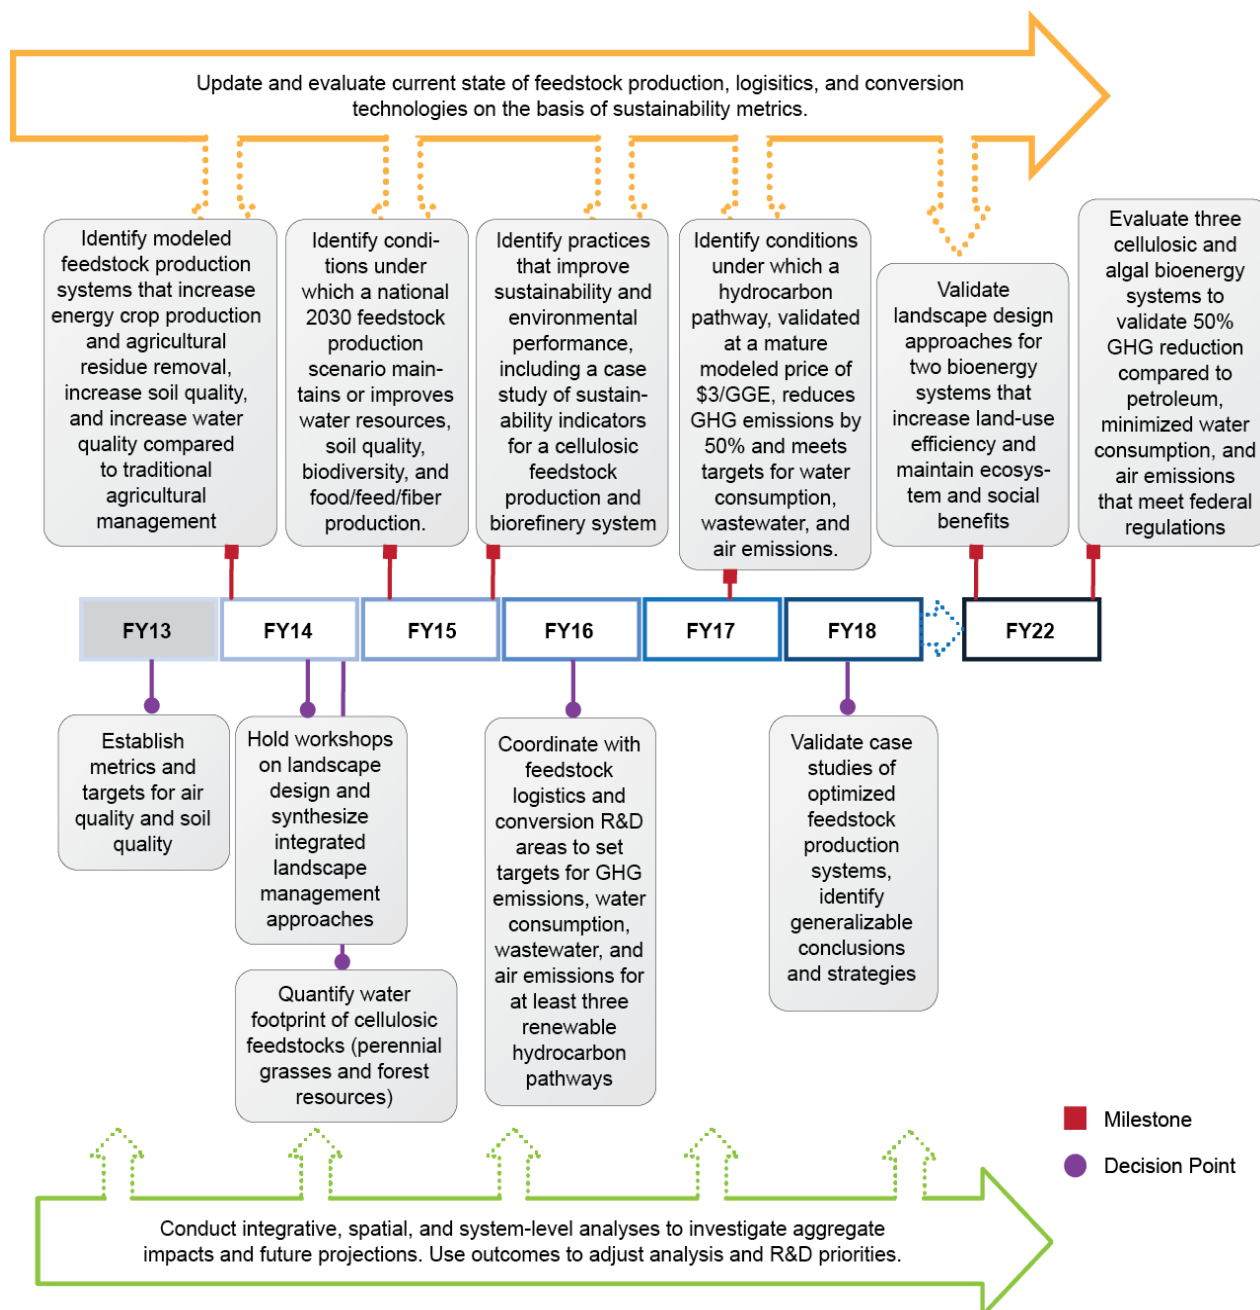 Update and evaluate current state of feedstock production, logisitics, and conversion
technologies on the basis of sustainability metrics.
Identify modeled
feedstock production
systems that increase
energy crop production
and agricultural
residue removal,
increase soil quality,
and increase water
quality compared
to traditional
agricultural
management
Identify condi-
tions under
which a national
2030 feedstock
production
scenario main-
tains or improves
water resources,
soil quality,
biodiversity, and
food/feed/fiber
production.
Identify practices
that improve
sustainability and
environmental
performance,
including a case
study of sustain-
ability indicators
for a cellulosic
feedstock
production and
biorefinery system
Identify conditions
under which a
hydrocarbon
pathway, validated
at a mature
modeled price of
$3/GGE, reduces
GHG emissions by
50% and meets
targets for water
consumption,
wastewater, and
air emissions.
Validate
landscape design
approaches for
two bioenergy
systems that
increase land-use
efficiency and
maintain ecosys-
tem and social
benefits
Evaluate three
cellulosic and
algal bioenergy
systems to
validate 50%
GHG reduction
compared to
petroleum,
minimized water
consumption, and
air emissions
that meet federal
regulations
FY13
FY14
FY15
FY16
FY17
FY18
FY22
Establish
metrics and
targets for air
quality and soil
quality
Hold workshops
on landscape
design and
synthesize
integrated
landscape
management
approaches
Quantify water
footprint of cellulosic
feedstocks (perennial
grasses and forest
resources)
Coordinate with
feedstock
logistics and
conversion R&D
areas to set
targets for GHG
emissions, water
consumption,
wastewater, and
air emissions for
at least three
renewable
hydrocarbon
pathways
Validate case
studies of
optimized
feedstock
production
systems,
identify
generalizable
conclusions
and strategies
Milestone
Decision Point
Conduct integrative, spatial, and system-level analyses to investigate aggregate
impacts and future projections. Use outcomes to adjust analysis and R&D priorities.